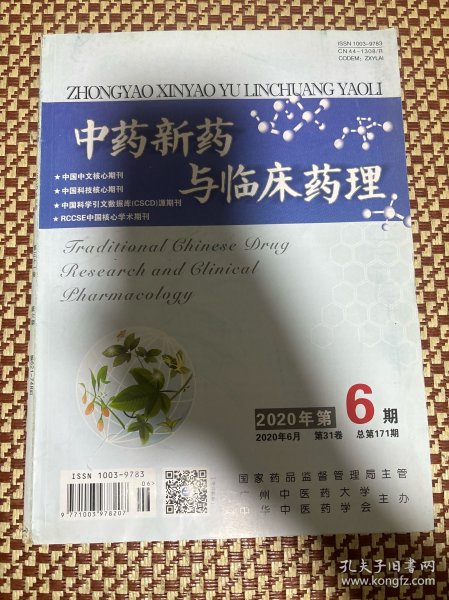 ISSN 1003-9783
CN 44-1308/R
CODEM: ZXYLAI
ZHONGYAO XINYAO YU LINCHUANG YAOLI
中药新药
与临床药理
★中国中文核心期刊
★中国科技核心期刊
★中国科学引文数据库(CSCD)源期刊
★RCCSE中国核心学术期刊
Traditional Chinese Drug
Research and Clinical
Pharmacology
2020年第6期
2020年6月 第31卷 总第171期
ISSN 1003-9783
06
9 771003 978207
国家药品监督管理局主管
广州中医药大学
中华中医药学会
主办
孔夫子旧书网
www.kongfz.com